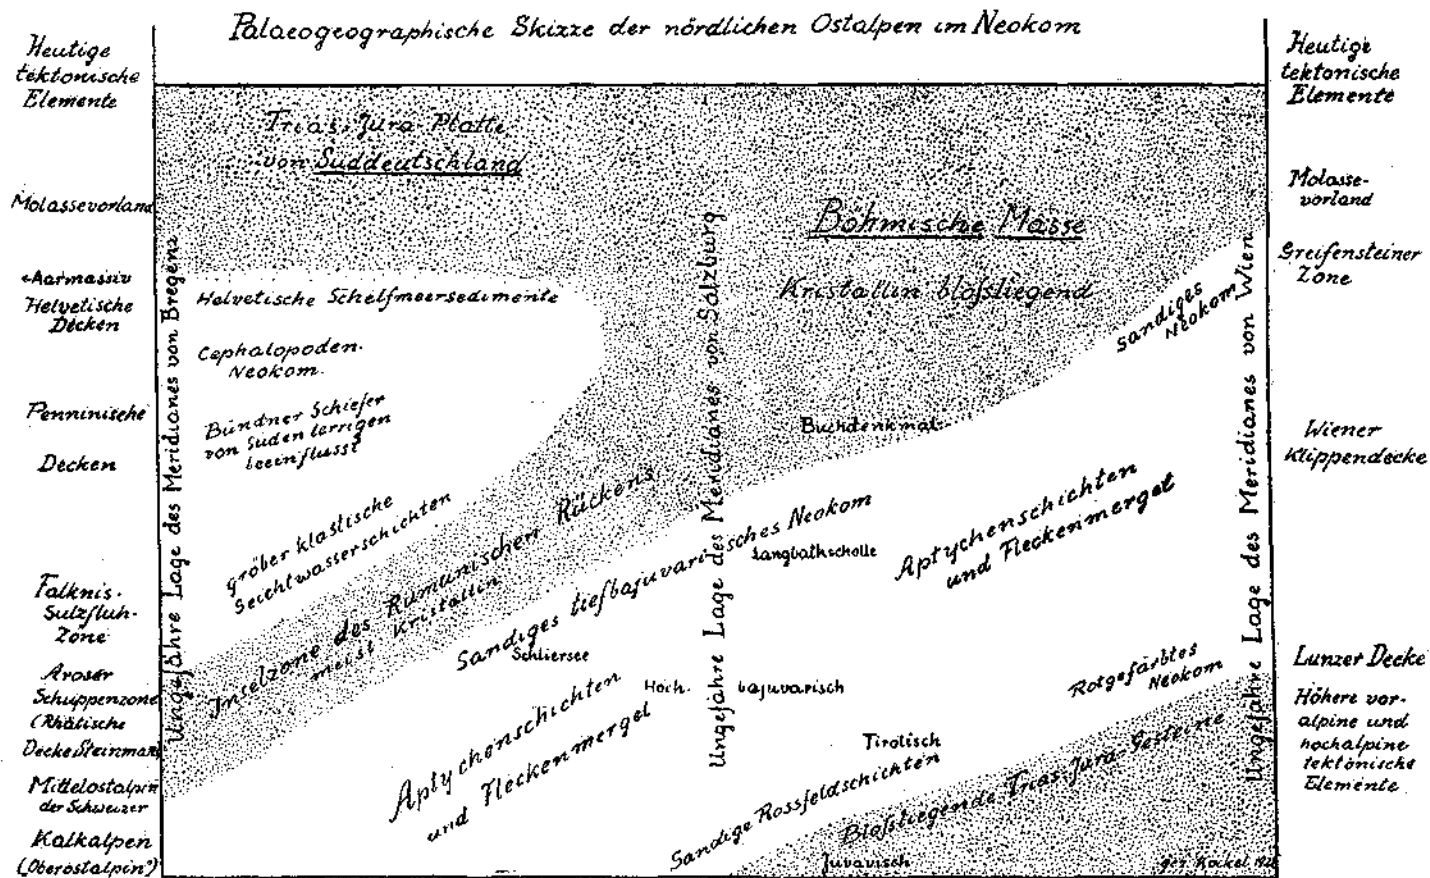 Palaeogeographische Skizze der nördlichen Ostalpen im Neokom
Heutige
tektonische
Elemente
Molassevorland
Aarmassiv
Helvetische
Decken
Penninische
Decken
Falknis-
Sulzfluh-
Zone
Aroser
Schuppenzone
(Rhätische
Decke Steinmann
Mittelostalpin
der Schweizer
Kalkalpen
(Oberostalpin)
Ungefähre Lage des Meridianes von Bregenz
Trias-Jura Platte
von Süddeutschland
Helvetische Schelfmeersedimente
Cephalopoden-
Neokom.
Bündner Schiefer
von Süden terrigen
beeinflusst
gröber klastische
Seichtwasserschichten
Inselzone des Rumunischen Rückens
meist Kristallin
Sandiges tiefbajuvarisches Neokom
Schliersee
Langbathscholle
Aptychenschichten
und Fleckenmergel
Hoch-bajuvarisch
Ungefähre Lage des Meridianes von Salzburg
Böhmische Masse
Kristallin bloßliegend
Buchdenkmal
Sandiges
Neokom
Aptychenschichten
und Fleckenmergel
Rotgefärbtes
Neokom
Tirolisch
Sandige Rossfeldschichten
Bloßliegende Trias-Jura-Gesteine
Juvavisch
gez. Kockel
Ungefähre Lage des Meridianes von Wien
Heutige
tektonische
Elemente
Molasse-
vorland
Greifensteiner
Zone
Wiener
Klippendecke
Lunzer Decke
Höhere vor-
alpine und
hochalpine
tektonische
Elemente